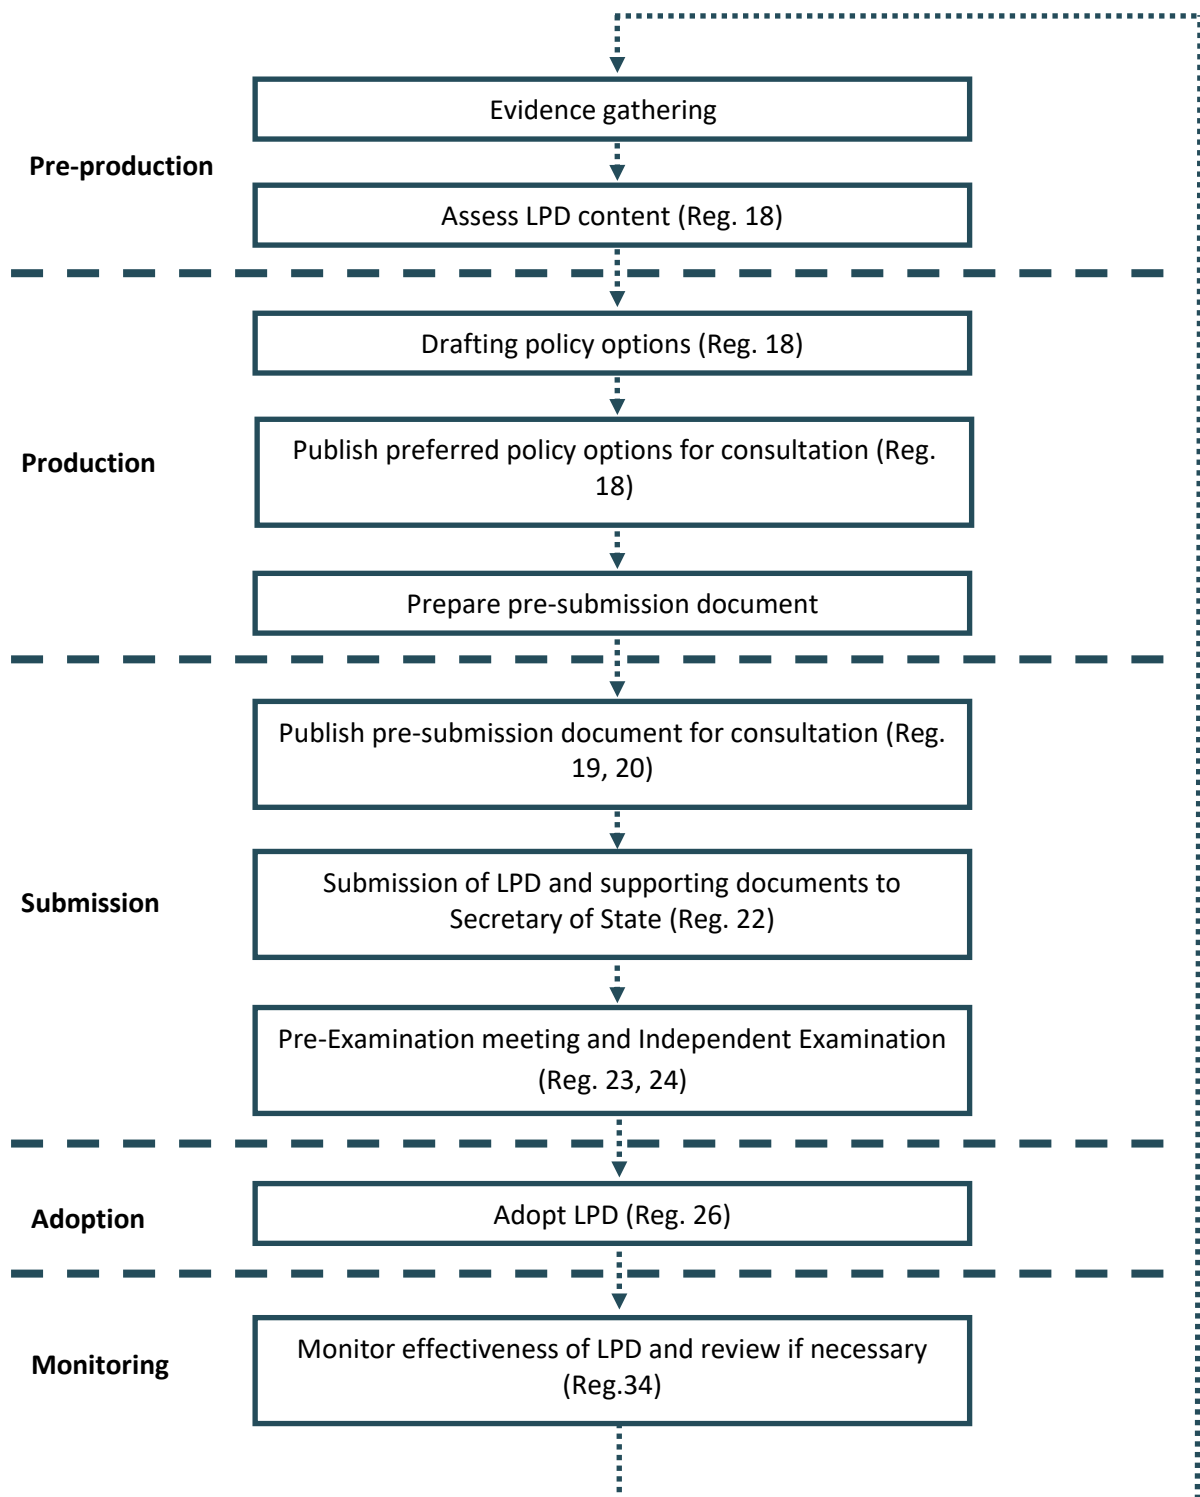 Evidence gathering
Pre-production
Assess LPD content (Reg. 18)
Drafting policy options (Reg. 18)
Production
Publish preferred policy options for consultation (Reg.
18)
Prepare pre-submission document
Publish pre-submission document for consultation (Reg.
19, 20)
Submission
Submission of LPD and supporting documents to
Secretary of State (Reg. 22)
Pre-Examination meeting and Independent Examination
(Reg. 23, 24)
Adoption
Adopt LPD (Reg. 26)
Monitoring
Monitor effectiveness of LPD and review if necessary
(Reg.34)